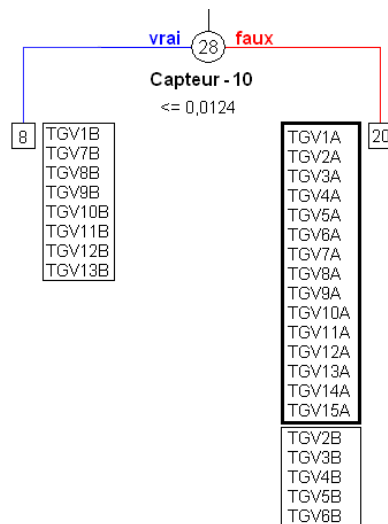 vrai 28 faux
Capteur - 10
<= 0,0124
8
TGV1B
TGV7B
TGV8B
TGV9B
TGV10B
TGV11B
TGV12B
TGV13B
20
TGV1A
TGV2A
TGV3A
TGV4A
TGV5A
TGV6A
TGV7A
TGV8A
TGV9A
TGV10A
TGV11A
TGV12A
TGV13A
TGV14A
TGV15A
TGV2B
TGV3B
TGV4B
TGV5B
TGV6B